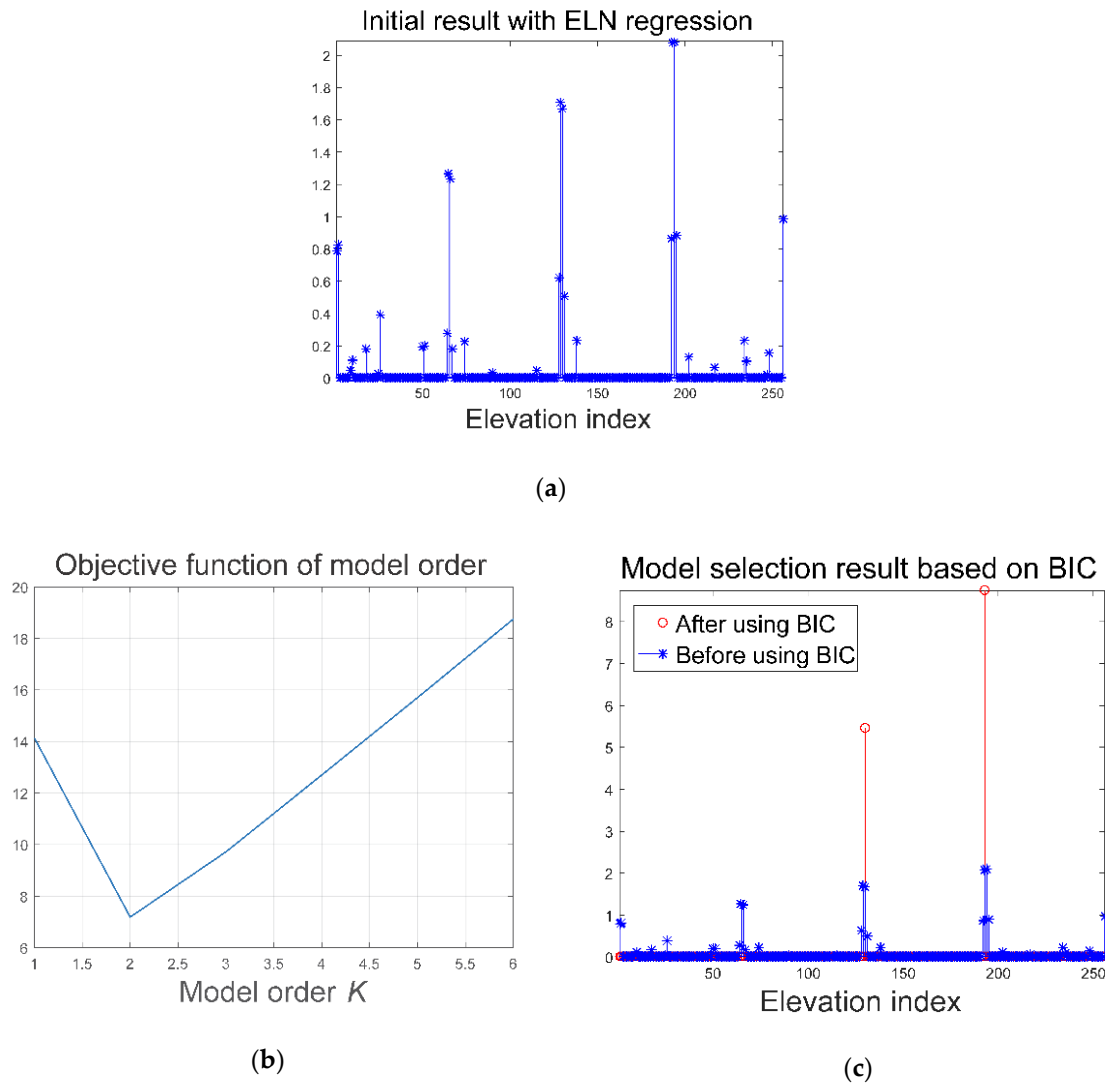 Initial result with ELN regression
2
1.8
1.6
1.4
1.2
1
0.8
0.6
0.4
0.2
0
50 100 150 200 250
Elevation index
(a)
Objective function of model order
20
18
16
14
12
10
8
6
1 1.5 2 2.5 3 3.5 4 4.5 5 5.5 6
Model order K
(b)
Model selection result based on BIC
After using BIC
Before using BIC
8
7
6
5
4
3
2
1
0
50 100 150 200 250
Elevation index
(c)